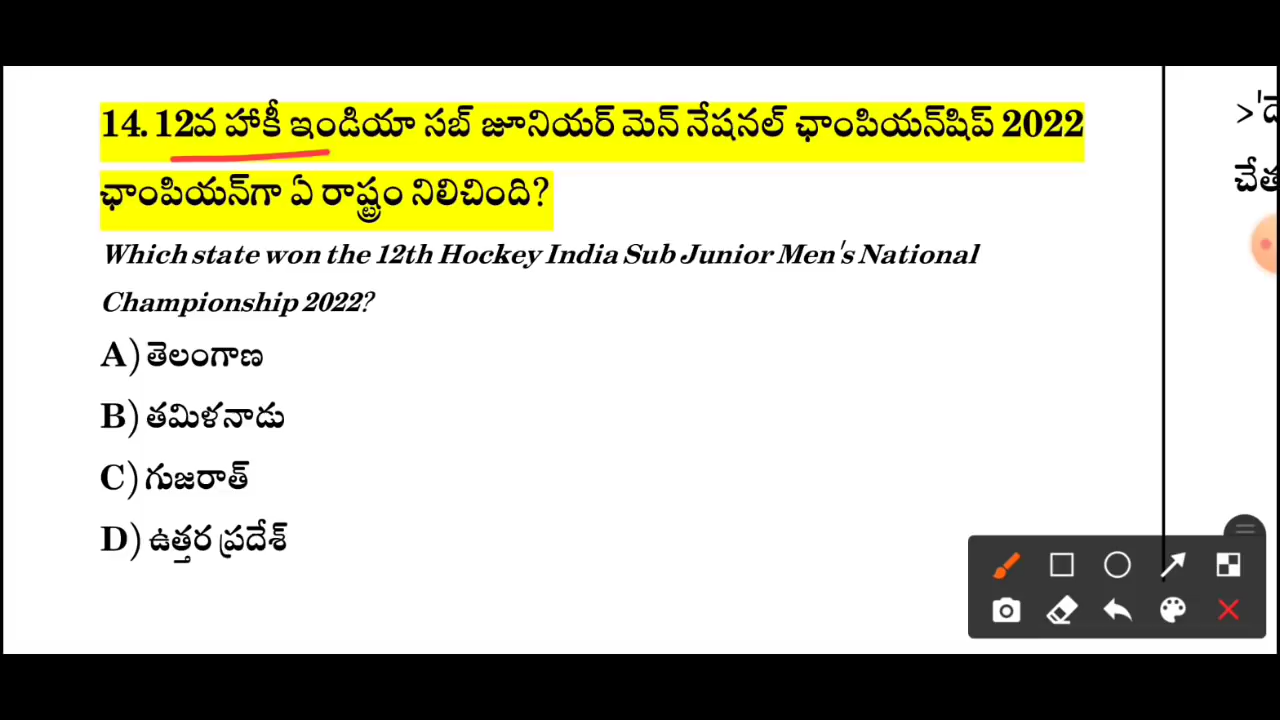 14. 12వ హాకీ ఇండియా సబ్ జూనియర్ మెన్ నేషనల్ ఛాంపియన్‌షిప్ 2022
ఛాంపియన్‌గా ఏ రాష్ట్రం నిలిచింది?
Which state won the 12th Hockey India Sub Junior Men's National
Championship 2022?
A) తెలంగాణ
B) తమిళనాడు
C) గుజరాత్
D) ఉత్తర ప్రదేశ్